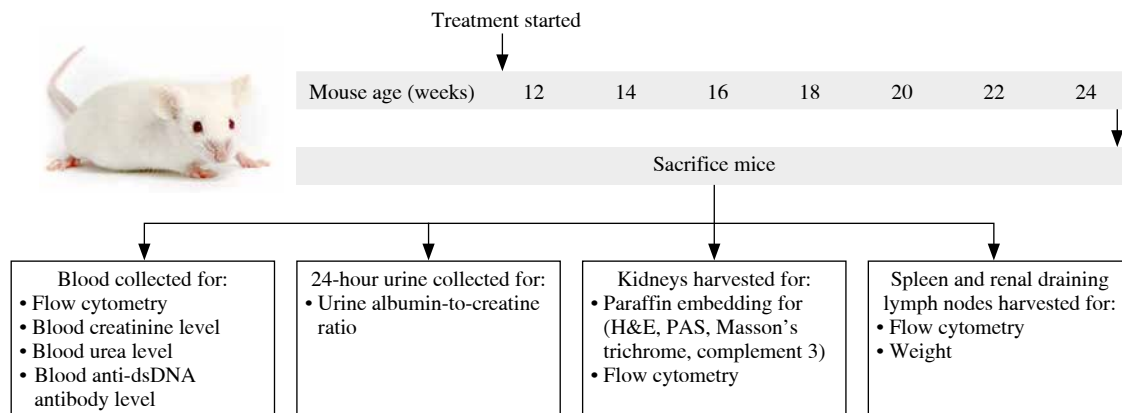 Treatment started
Mouse age (weeks) 12 14 16 18 20 22 24
Sacrifice mice
Blood collected for:
• Flow cytometry
• Blood creatinine level
• Blood urea level
• Blood anti-dsDNA
antibody level
24-hour urine collected for:
• Urine albumin-to-creatine
ratio
Kidneys harvested for:
• Paraffin embedding for
(H&E, PAS, Masson’s
trichrome, complement 3)
• Flow cytometry
Spleen and renal draining
lymph nodes harvested for:
• Flow cytometry
• Weight